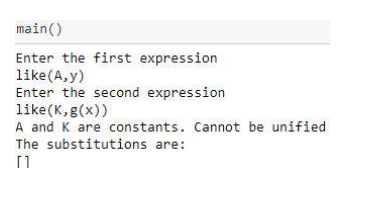 main()
Enter the first expression
like(A,y)
Enter the second expression
like(K,g(x))
A and K are constants. Cannot be unified
The substitutions are:
[]